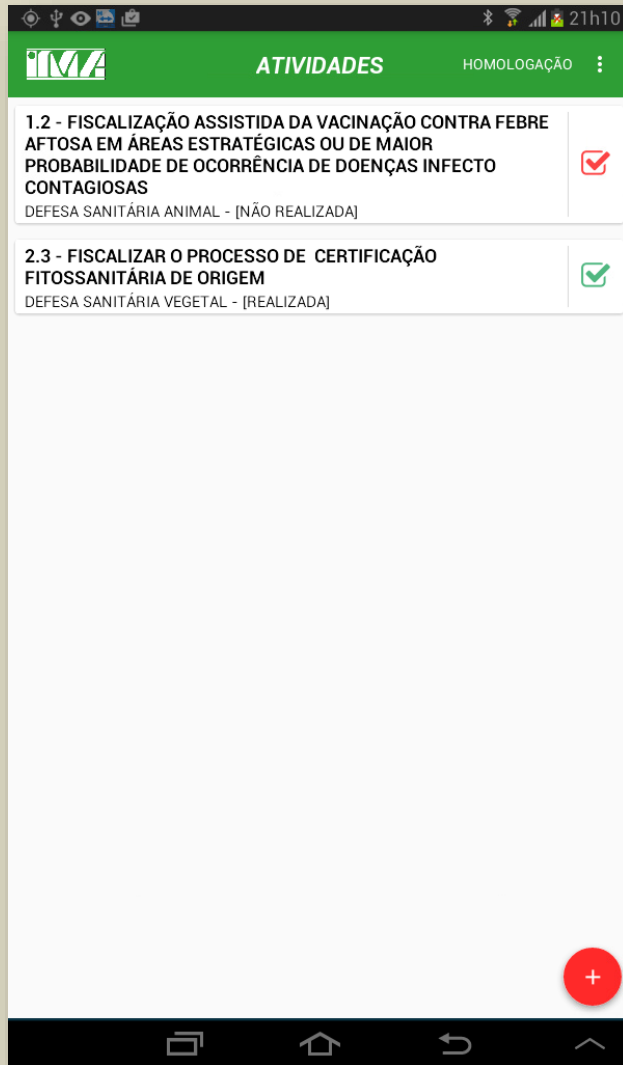 21h10
IMA
ATIVIDADES
HOMOLOGAÇÃO
1.2 - FISCALIZAÇÃO ASSISTIDA DA VACINAÇÃO CONTRA FEBRE
AFTOSA EM ÁREAS ESTRATÉGICAS OU DE MAIOR
PROBABILIDADE DE OCORRÊNCIA DE DOENÇAS INFECTO
CONTAGIOSAS
DEFESA SANITÁRIA ANIMAL - [NÃO REALIZADA]
2.3 - FISCALIZAR O PROCESSO DE  CERTIFICAÇÃO
FITOSSANITÁRIA DE ORIGEM
DEFESA SANITÁRIA VEGETAL - [REALIZADA]
+